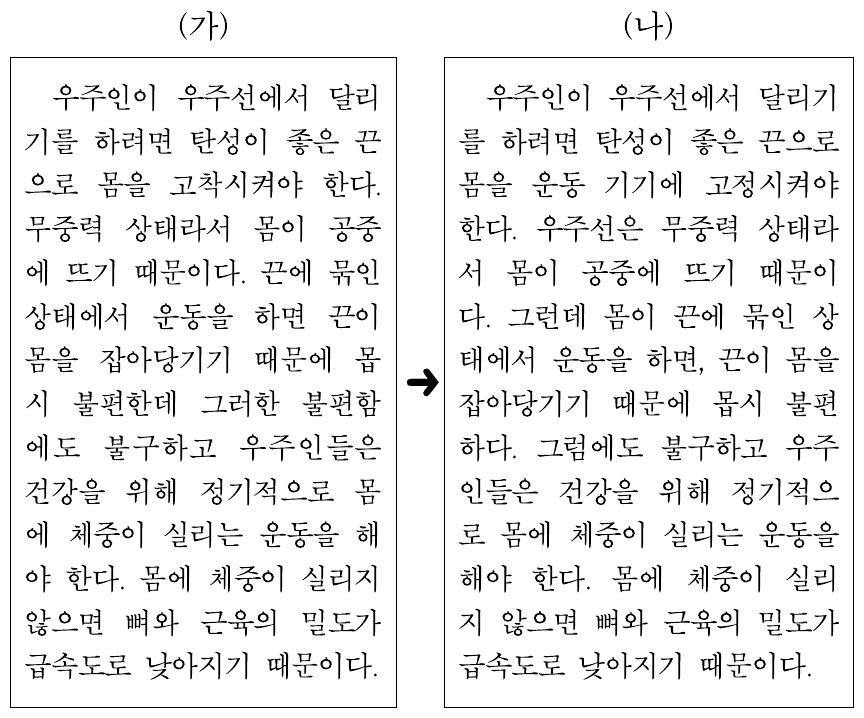 (가)
우주인이 우주선에서 달리
기를 하려면 탄성이 좋은 끈
으로 몸을 고착시켜야 한다.
무중력 상태라서 몸이 공중
에 뜨기 때문이다. 끈에 묶인
상태에서 운동을 하면 끈이
몸을 잡아당기기 때문에 몹
시 불편한데 그러한 불편함
에도 불구하고 우주인들은
건강을 위해 정기적으로 몸
에 체중이 실리는 운동을 해
야 한다. 몸에 체중이 실리지
않으면 뼈와 근육의 밀도가
급속도로 낮아지기 때문이다.
➜
(나)
우주인이 우주선에서 달리기
를 하려면 탄성이 좋은 끈으로
몸을 운동 기기에 고정시켜야
한다. 우주선은 무중력 상태라
서 몸이 공중에 뜨기 때문이
다. 그런데 몸이 끈에 묶인 상
태에서 운동을 하면, 끈이 몸을
잡아당기기 때문에 몹시 불편
하다. 그럼에도 불구하고 우주
인들은 건강을 위해 정기적으
로 몸에 체중이 실리는 운동을
해야 한다. 몸에 체중이 실리
지 않으면 뼈와 근육의 밀도가
급속도로 낮아지기 때문이다.